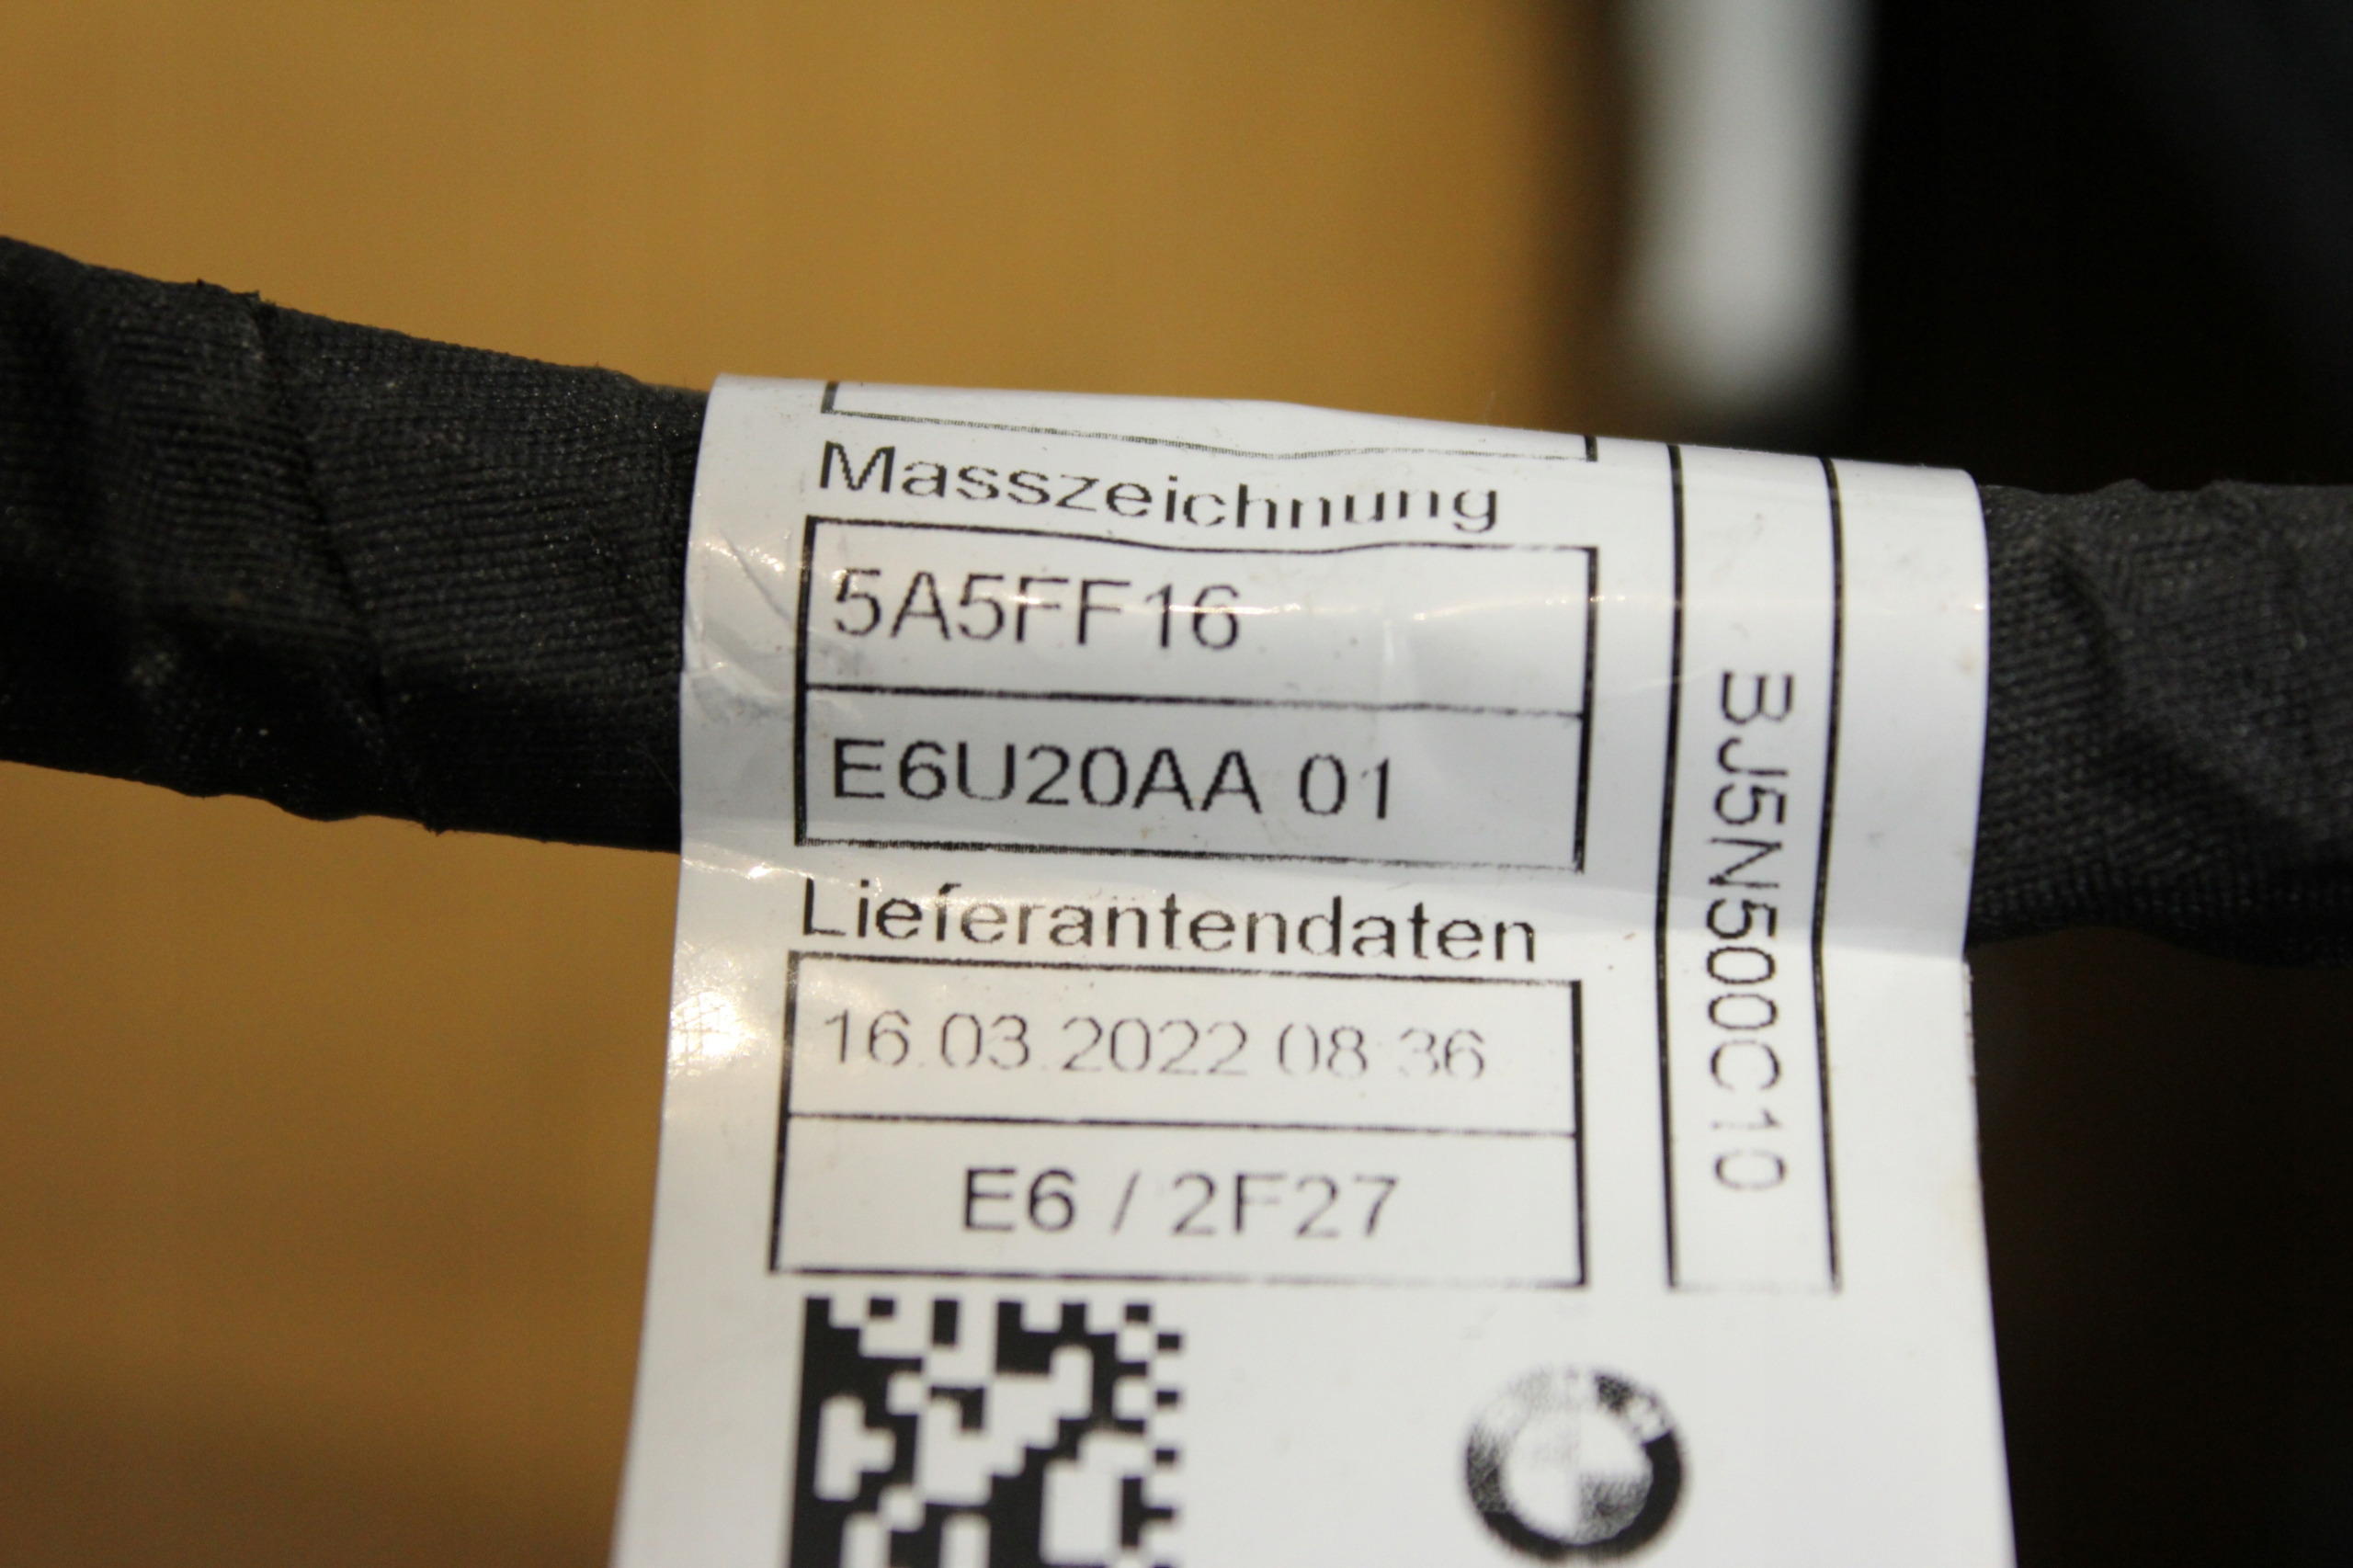 Masszeichnung
5A5FF16
E6U20AA 01
Lieferantendaten
16.03.2022 08:36
E6 / 2F27
BJ5N500C10